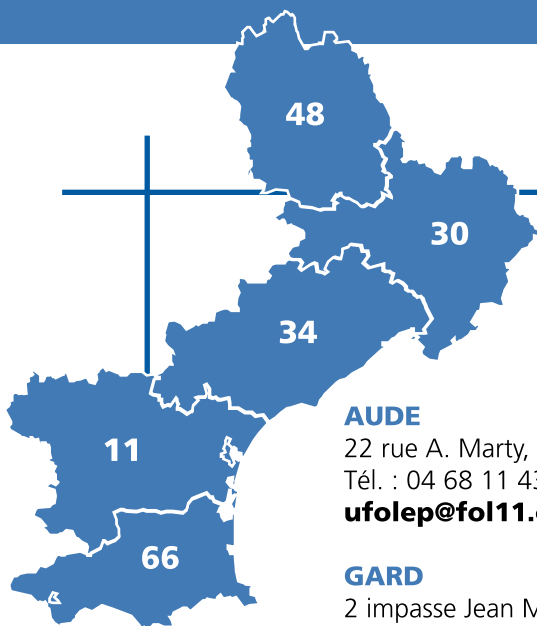 48
30
34
11
66
AUDE
22 rue A. Marty,
Tél. : 04 68 11 43
ufolep@fol11.
GARD
2 impasse Jean M